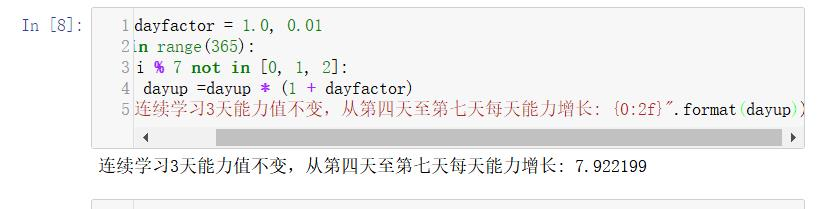 In [8]:
1 dayfactor = 1.0, 0.01
2 in range(365):
3 i % 7 not in [0, 1, 2]:
4 dayup =dayup * (1 + dayfactor)
5 连续学习3天能力值不变，从第四天至第七天每天能力增长: {0:2f}".format(dayup))
连续学习3天能力值不变，从第四天至第七天每天能力增长: 7.922199